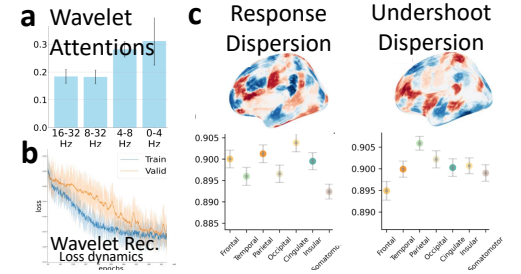 a Wavelet
Attentions
0.3
0.2
0.1
0.0
16-32 8-32 4-8 0-4
Hz Hz Hz Hz
b
Train
Valid
loss
Wavelet Rec.
Loss dynamics
epochs
c Response
Dispersion
0.905
0.900
0.895
0.890
0.885
Frontal
Temporal
Parietal
Occipital
Cingulate
Insular
Somatomo
Undershoot
Dispersion
0.905
0.900
0.895
0.890
Frontal
Temporal
Parietal
Occipital
Cingulate
Insular
Somatomotor